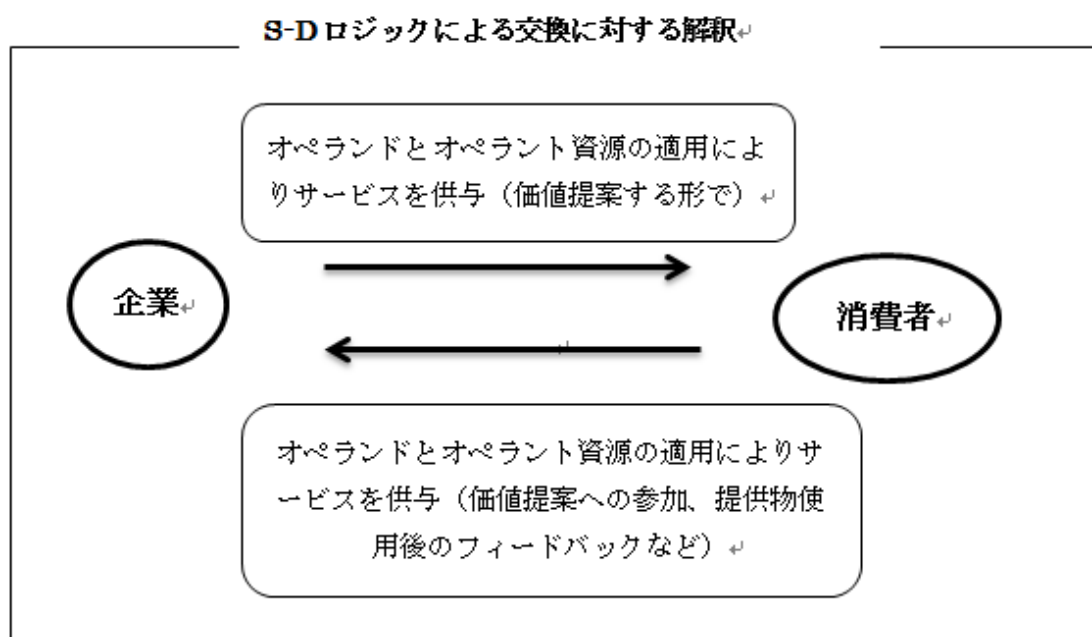 S-Dロジックによる交換に対する解釈↵
オペランドとオペラント資源の適用によ
りサービスを供与（価値提案する形で）↵
企業↵
消費者↵
↵
オペランドとオペラント資源の適用によりサ
ービスを供与（価値提案への参加、提供物使
用後のフィードバックなど）↵